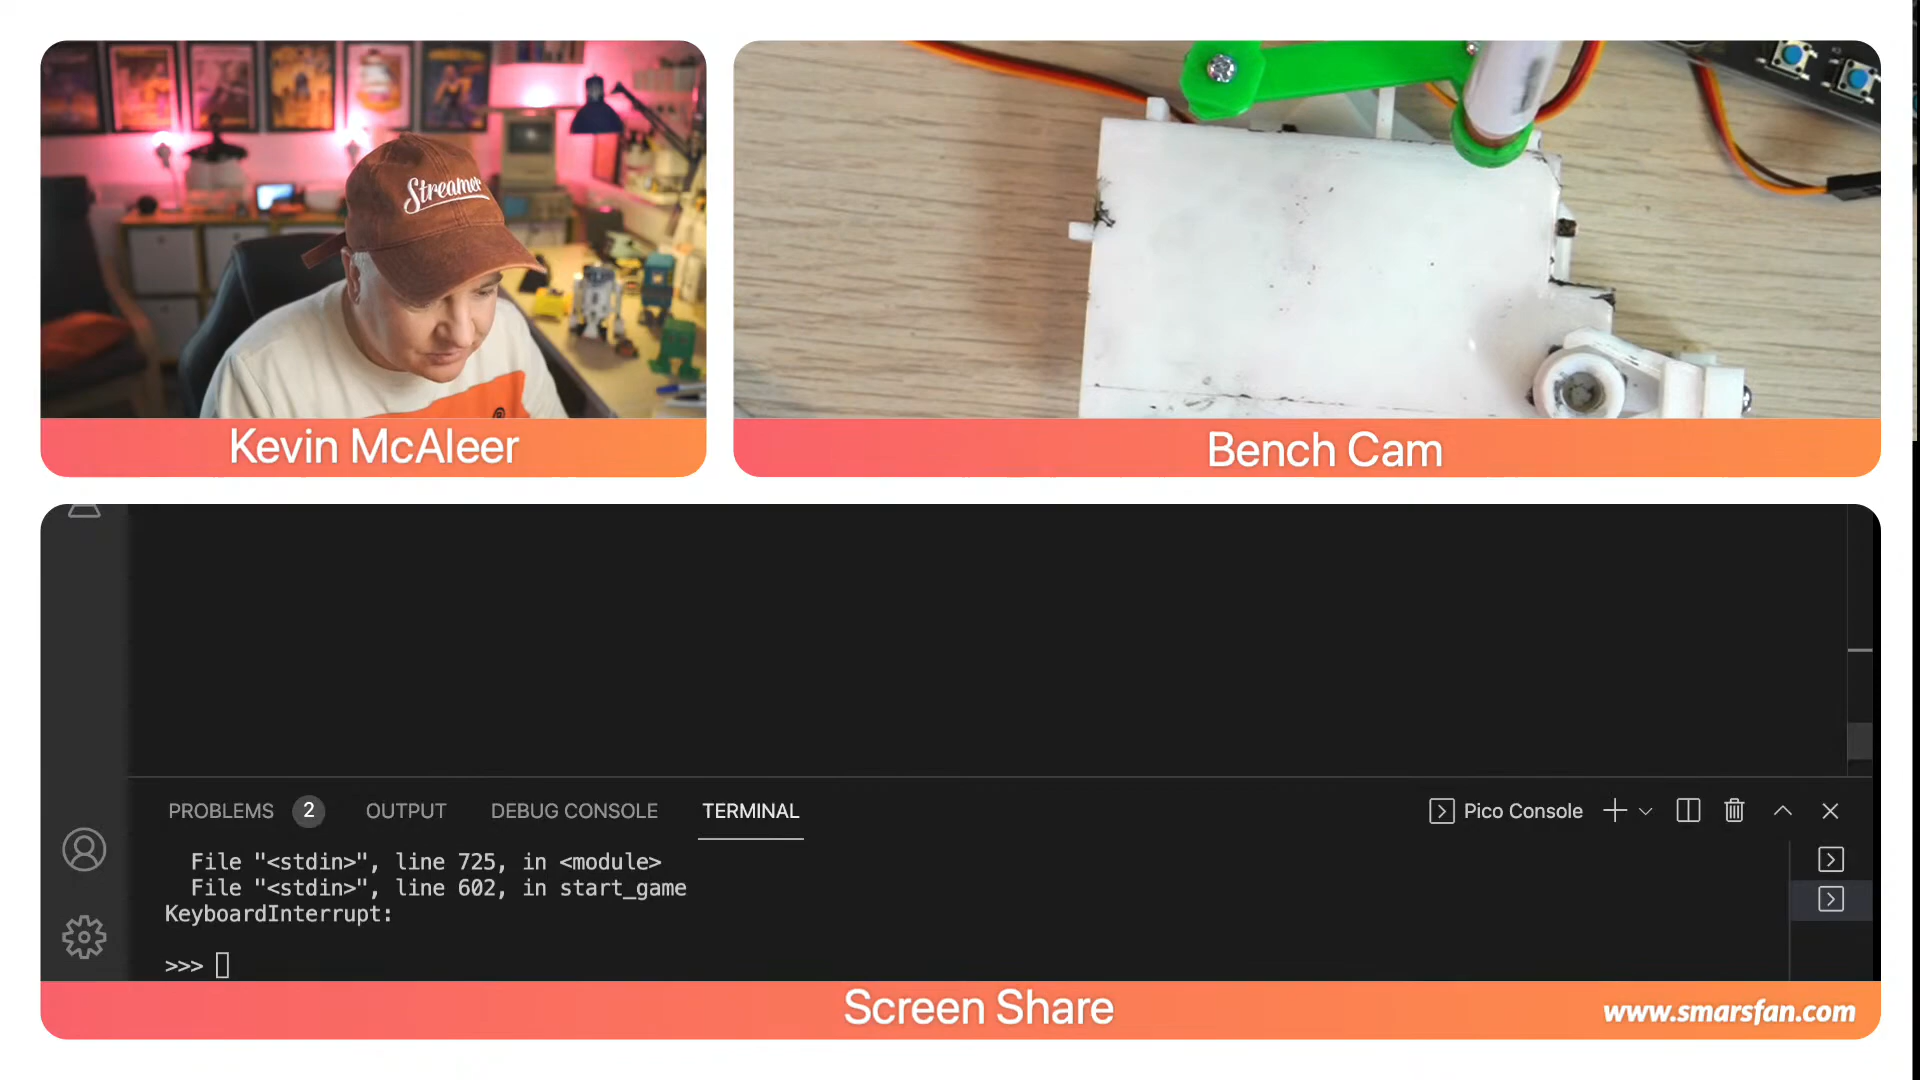 Streamer
Kevin McAleer
Bench Cam
PROBLEMS 2 OUTPUT DEBUG CONSOLE TERMINAL
Pico Console
File "<stdin>", line 725, in <module>
File "<stdin>", line 602, in start_game
KeyboardInterrupt:
>>>
Screen Share
www.smarsfan.com